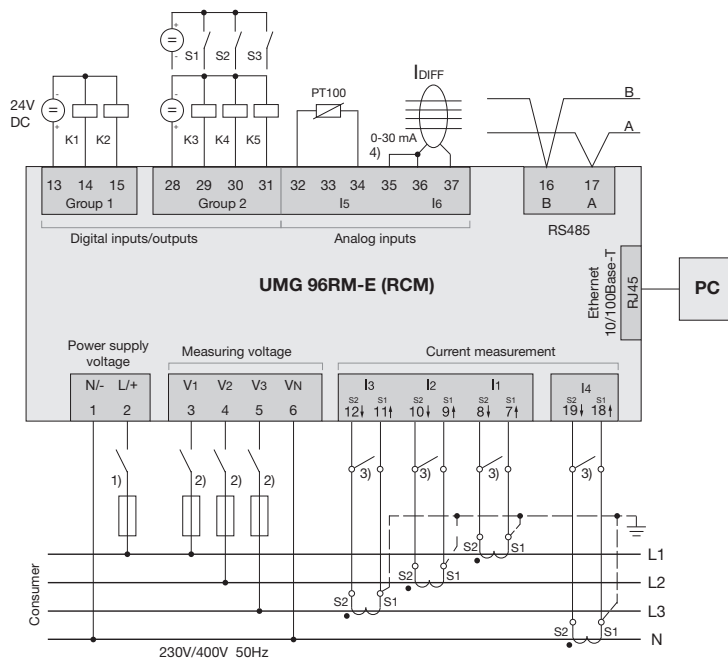 S1 S2 S3
24V
DC
K1 K2
K3 K4 K5
PT100
IDIFF
0-30 mA
4)
B
A
13 14 15
Group 1
28 29 30 31
Group 2
32 33 34 35 36 37
I5 I6
16 17
B A
Digital inputs/outputs
Analog inputs
RS485
UMG 96RM-E (RCM)
Ethernet
10/100Base-T
RJ45
PC
Power supply
voltage
Measuring voltage
Current measurement
N/- L/+
1 2
V1 V2 V3 VN
3 4 5 6
I3 I2 I1
S2 S1 S2 S1 S2 S1
12 11 10 9 8 7
I4
S2 S1
19 18
1) 2) 2) 2) 3) 3) 3) 3)
S2 S1
L1
S2 S1
L2
S2 S1
L3
S2 S1
N
Consumer
230V/400V 50Hz
- + - + - +